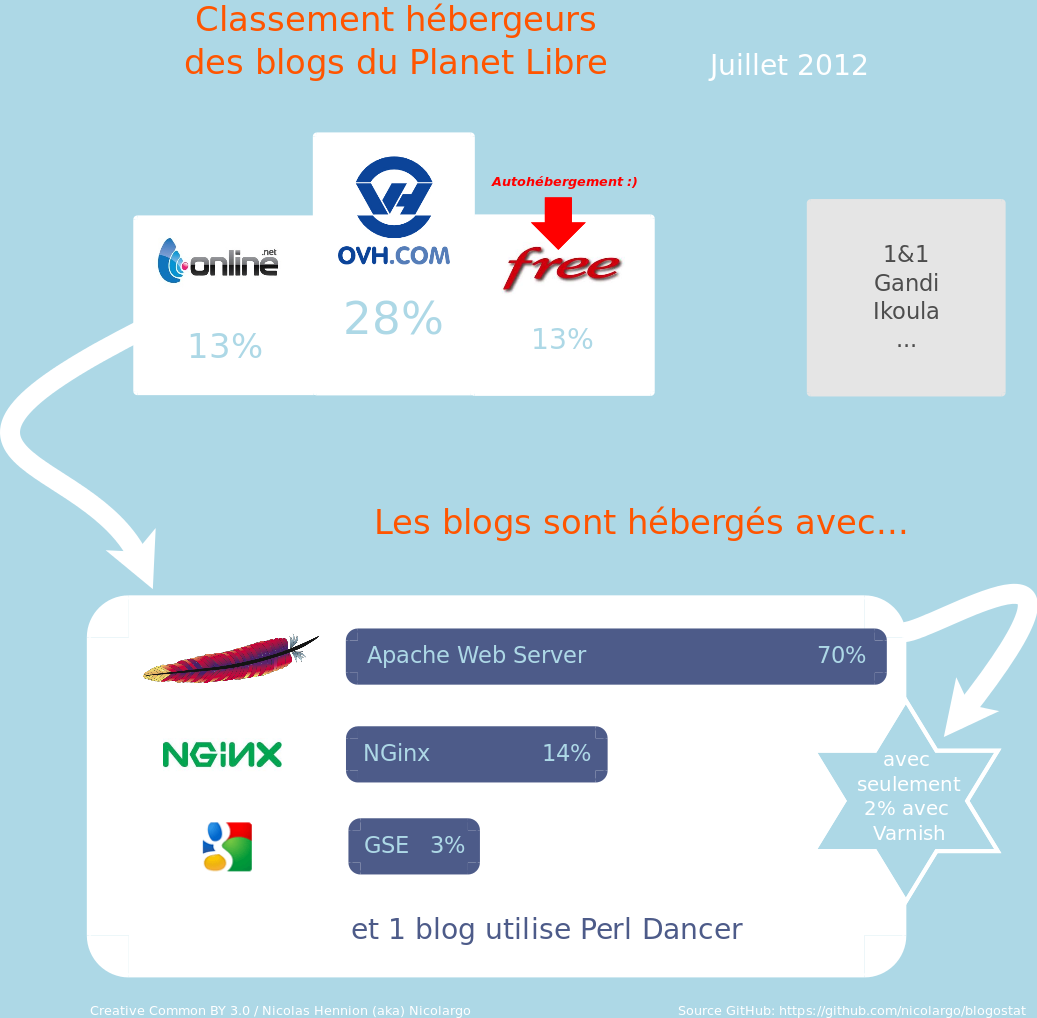 Classement hébergeurs
des blogs du Planet Libre
Juillet 2012
Autohébergement :)
online
.net
OVH.COM
free
13%
28%
13%
1&1
Gandi
Ikoula
...
Les blogs sont hébergés avec...
Apache Web Server 70%
NGINX
NGinx 14%
g
GSE 3%
avec
seulement
2% avec
Varnish
et 1 blog utilise Perl Dancer
Creative Common BY 3.0 / Nicolas Hennion (aka) Nicolargo
Source GitHub: https://github.com/nicolargo/blogostat